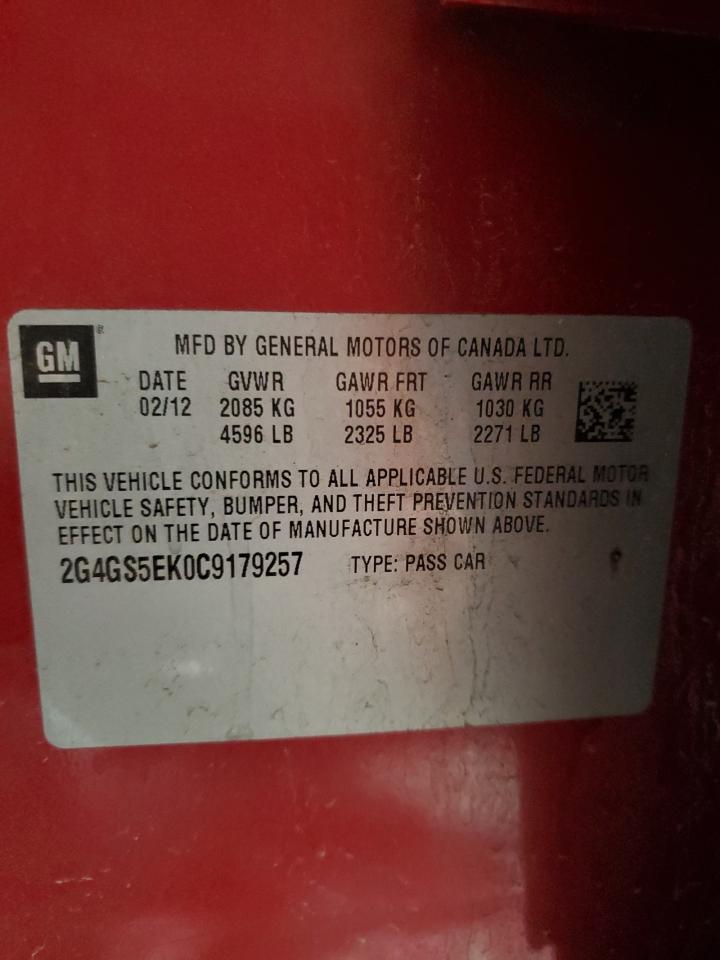 GM ®
MFD BY GENERAL MOTORS OF CANADA LTD.
DATE GVWR GAWR FRT GAWR RR
02/12 2085 KG 1055 KG 1030 KG
4596 LB 2325 LB 2271 LB
THIS VEHICLE CONFORMS TO ALL APPLICABLE U.S. FEDERAL MOTOR
VEHICLE SAFETY, BUMPER, AND THEFT PREVENTION STANDARDS IN
EFFECT ON THE DATE OF MANUFACTURE SHOWN ABOVE.
2G4GS5EK0C9179257 TYPE: PASS CAR